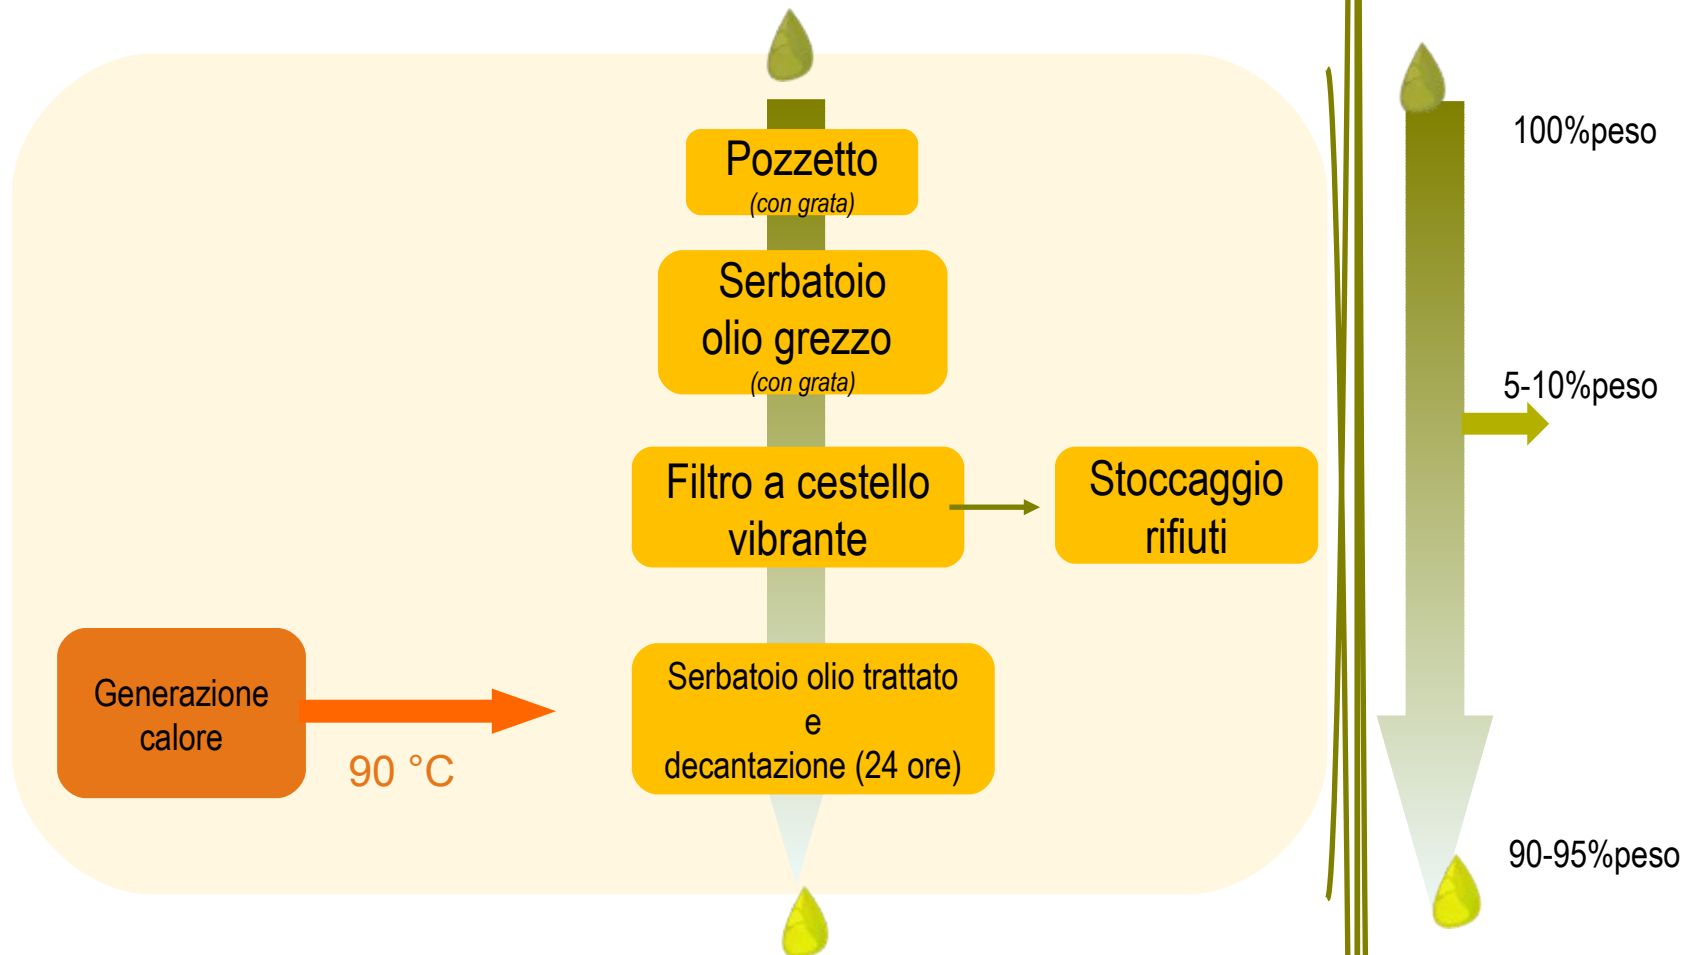 Pozzetto
(con grata)
Serbatoio
olio grezzo
(con grata)
Filtro a cestello
vibrante
Stoccaggio
rifiuti
Generazione
calore
90 °C
Serbatoio olio trattato
e
decantazione (24 ore)
100%peso
5-10%peso
90-95%peso